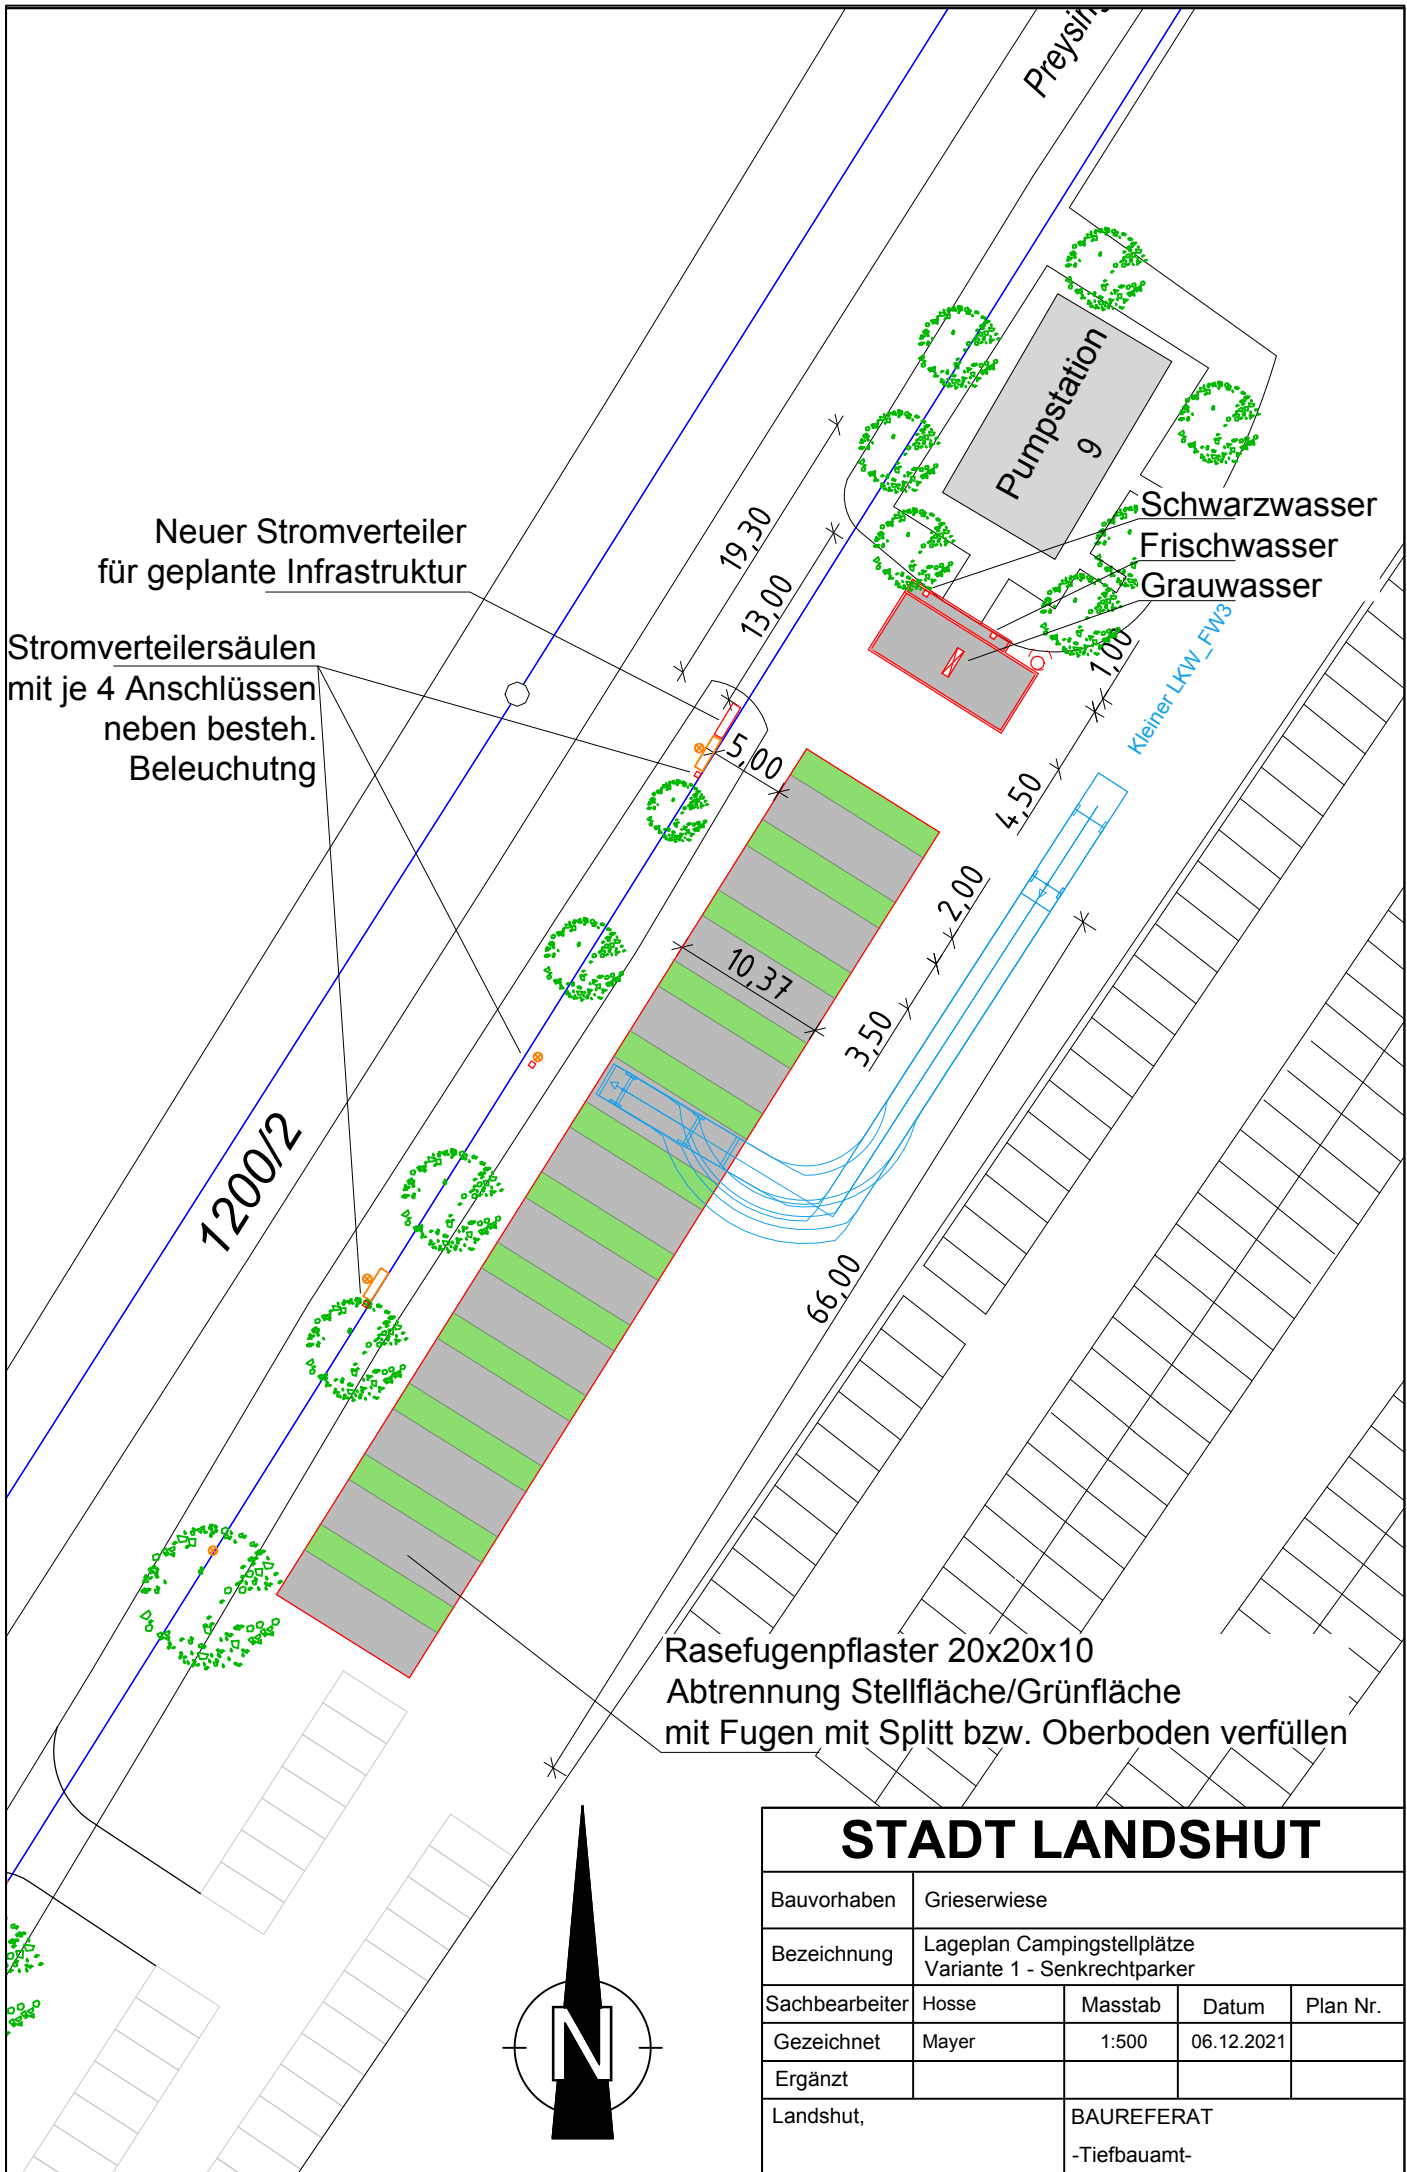 Preysin
Pumpstation
9
Schwarzwasser
Frischwasser
Grauwasser
Neuer Stromverteiler
für geplante Infrastruktur
Stromverteilersäulen
mit je 4 Anschlüssen
neben besteh.
Beleuchutng
19,30
13,00
5,00
1,00
Kleiner LKW_FW3
4,50
2,00
10,37
3,50
66,00
1200/2
Rasefugenpflaster 20x20x10
Abtrennung Stellfläche/Grünfläche
mit Fugen mit Splitt bzw. Oberboden verfüllen
N
STADT LANDSHUT
Bauvorhaben Grieserwiese
Bezeichnung Lageplan Campingstellplätze
Variante 1 - Senkrechtparker
Sachbearbeiter Hosse Masstab Datum Plan Nr.
Gezeichnet Mayer 1:500 06.12.2021
Ergänzt
Landshut, BAUREFERAT
-Tiefbauamt-